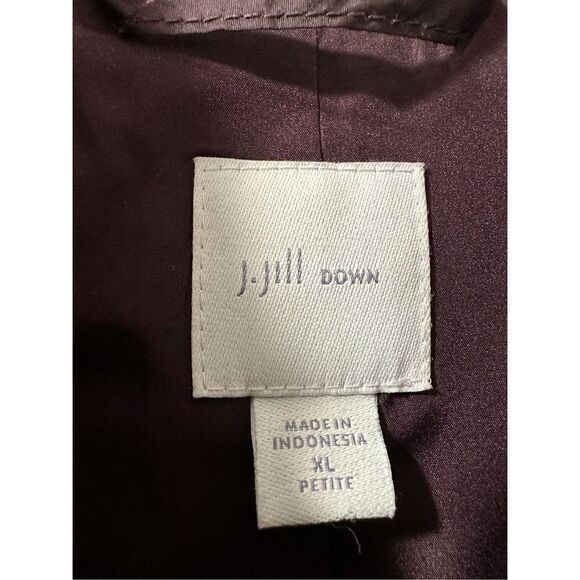 J.Jill DOWN
MADE IN
INDONESIA
XL
PETITE